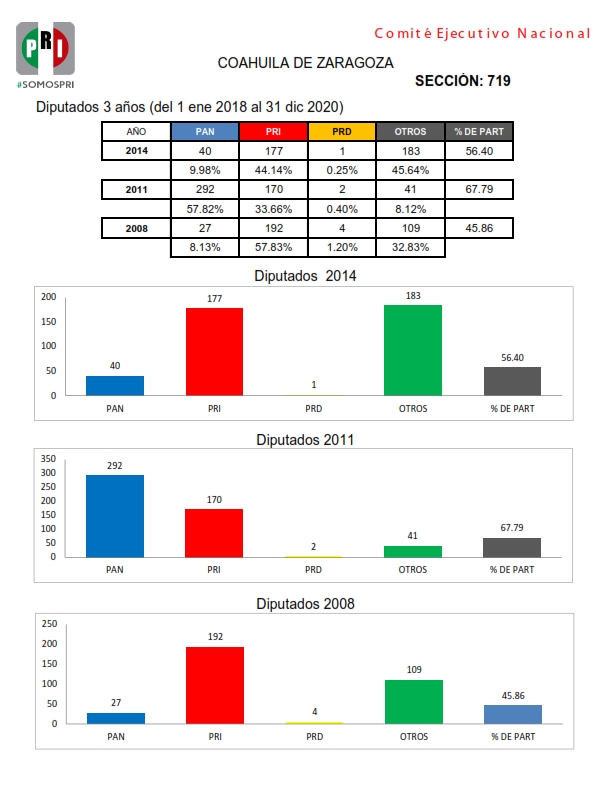 PRI
#SOMOSPRI
Comité Ejecutivo Nacional
COAHUILA DE ZARAGOZA
SECCIÓN: 719
Diputados 3 años (del 1 ene 2018 al 31 dic 2020)
AÑO PAN PRI PRD OTROS % DE PART
2014 40 177 1 183 56.40
9.98% 44.14% 0.25% 45.64%
2011 292 170 2 41 67.79
57.82% 33.66% 0.40% 8.12%
2008 27 192 4 109 45.86
8.13% 57.83% 1.20% 32.83%
Diputados 2014
200
150
100
50
0
40 177 1 183 56.40
PAN PRI PRD OTROS % DE PART
Diputados 2011
350
300
250
200
150
100
50
0
292 170 2 41 67.79
PAN PRI PRD OTROS % DE PART
Diputados 2008
250
200
150
100
50
0
27 192 4 109 45.86
PAN PRI PRD OTROS % DE PART